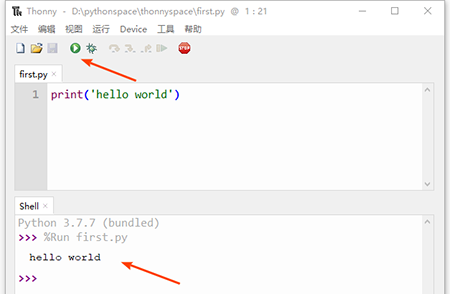 Thonny - D:\pythonspace\thonnyspace\first.py @ 1 : 21
文件 编辑 视图 运行 Device 工具 帮助
STOP
first.py ×
1 print('hello world')
Shell ×
Python 3.7.7 (bundled)
>>> %Run first.py
hello world
>>>